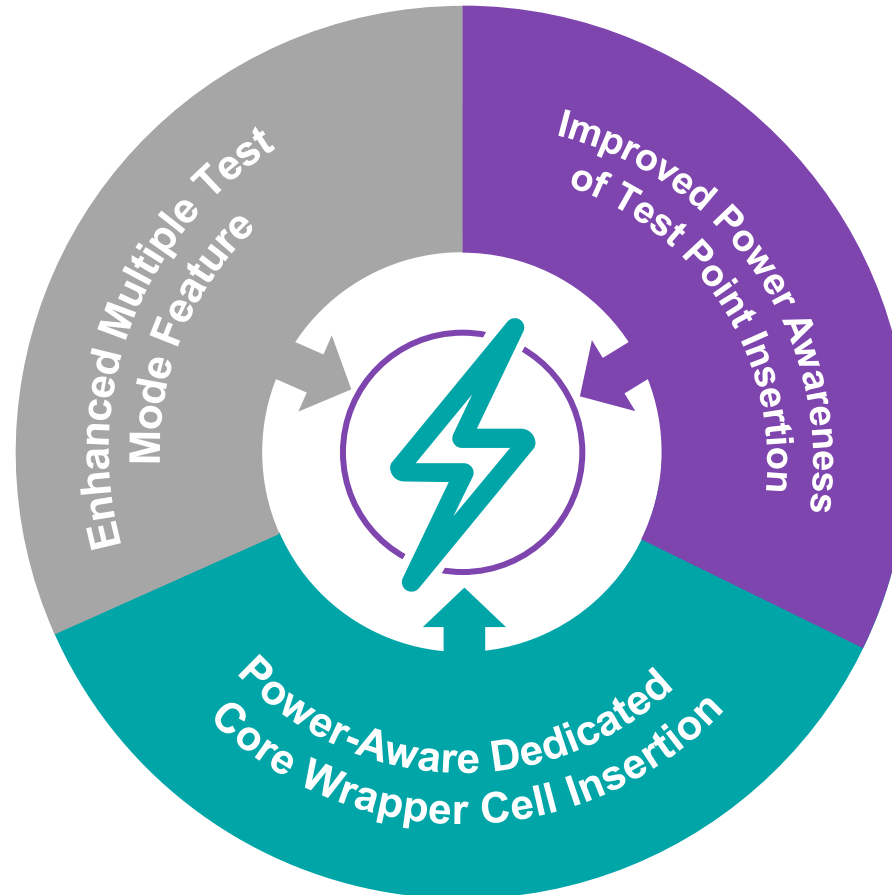 Enhanced Multiple Test
Mode Feature
Improved Power Awareness
of Test Point Insertion
Power-Aware Dedicated
Core Wrapper Cell Insertion